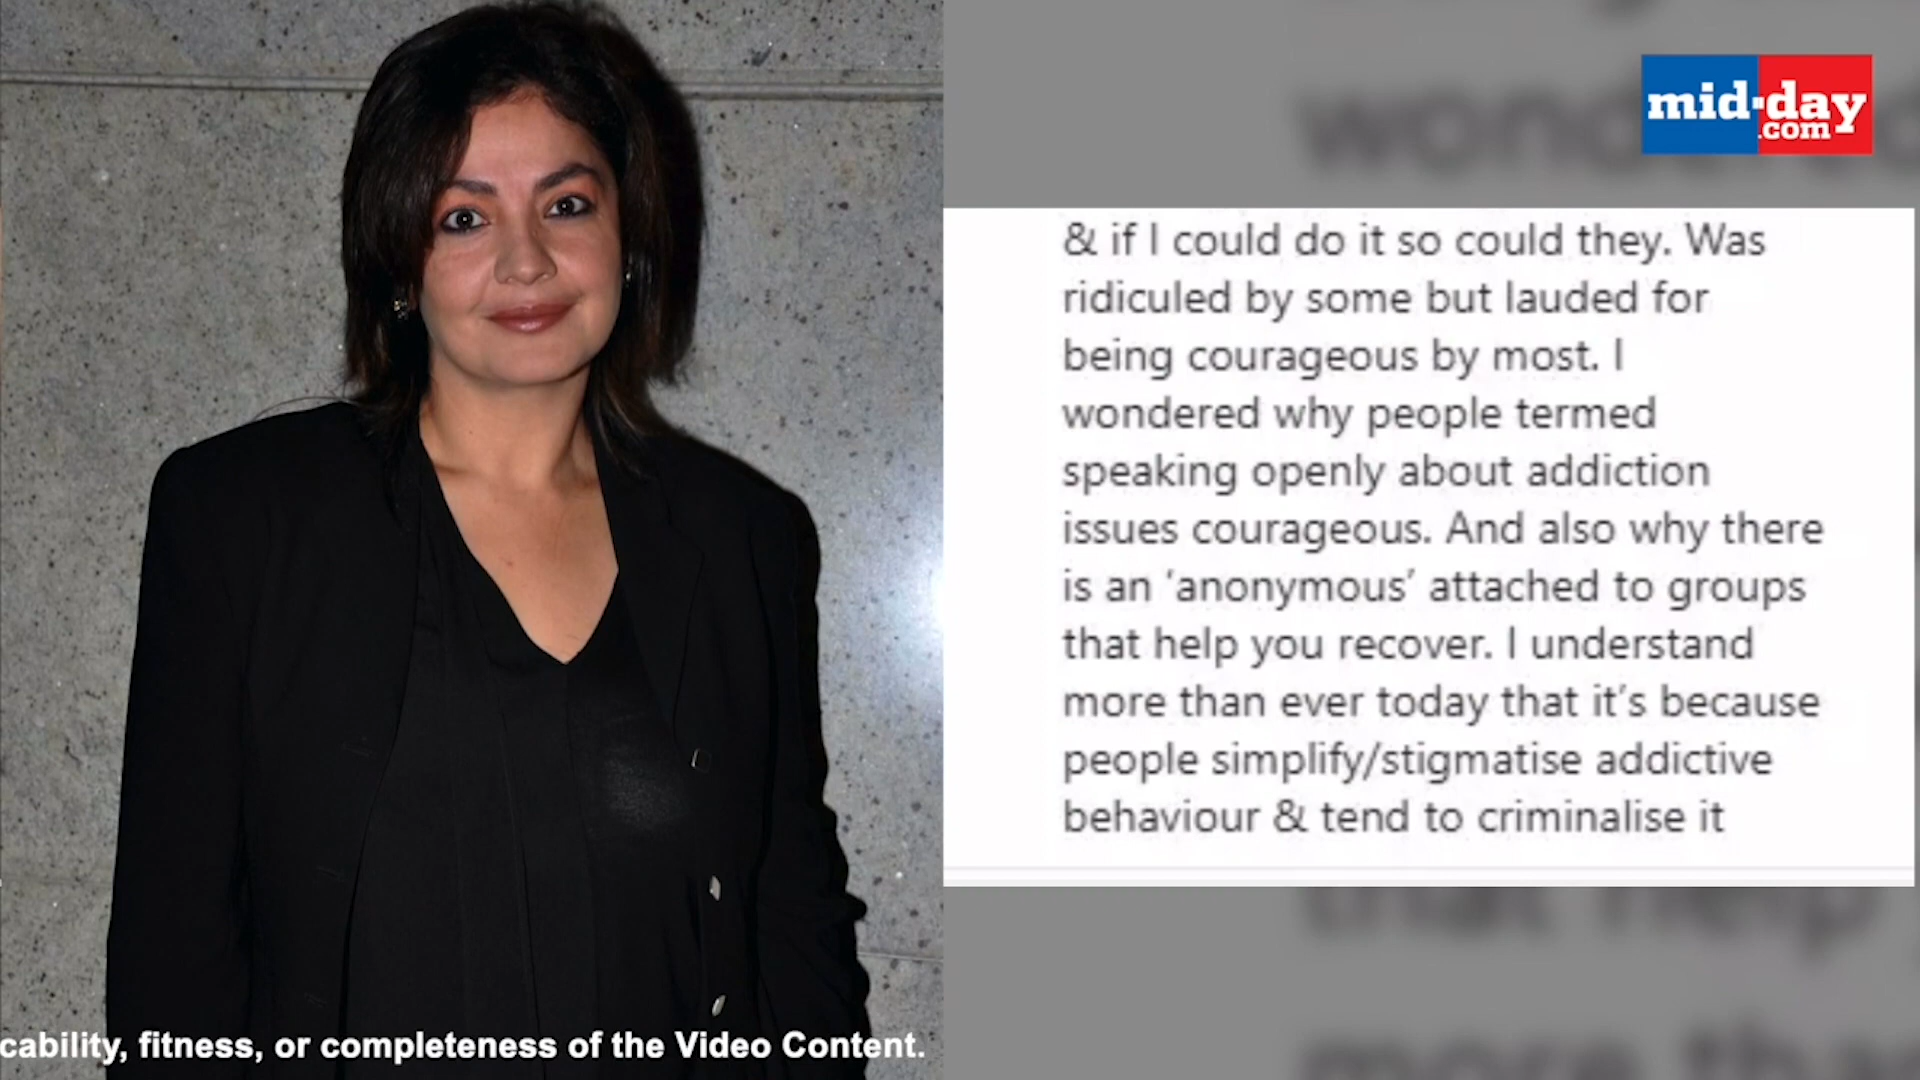 mid-day
.com
& if I could do it so could they. Was
ridiculed by some but lauded for
being courageous by most. I
wondered why people termed
speaking openly about addiction
issues courageous. And also why there
is an ‘anonymous’ attached to groups
that help you recover. I understand
more than ever today that it’s because
people simplify/stigmatise addictive
behaviour & tend to criminalise it
cability, fitness, or completeness of the Video Content.